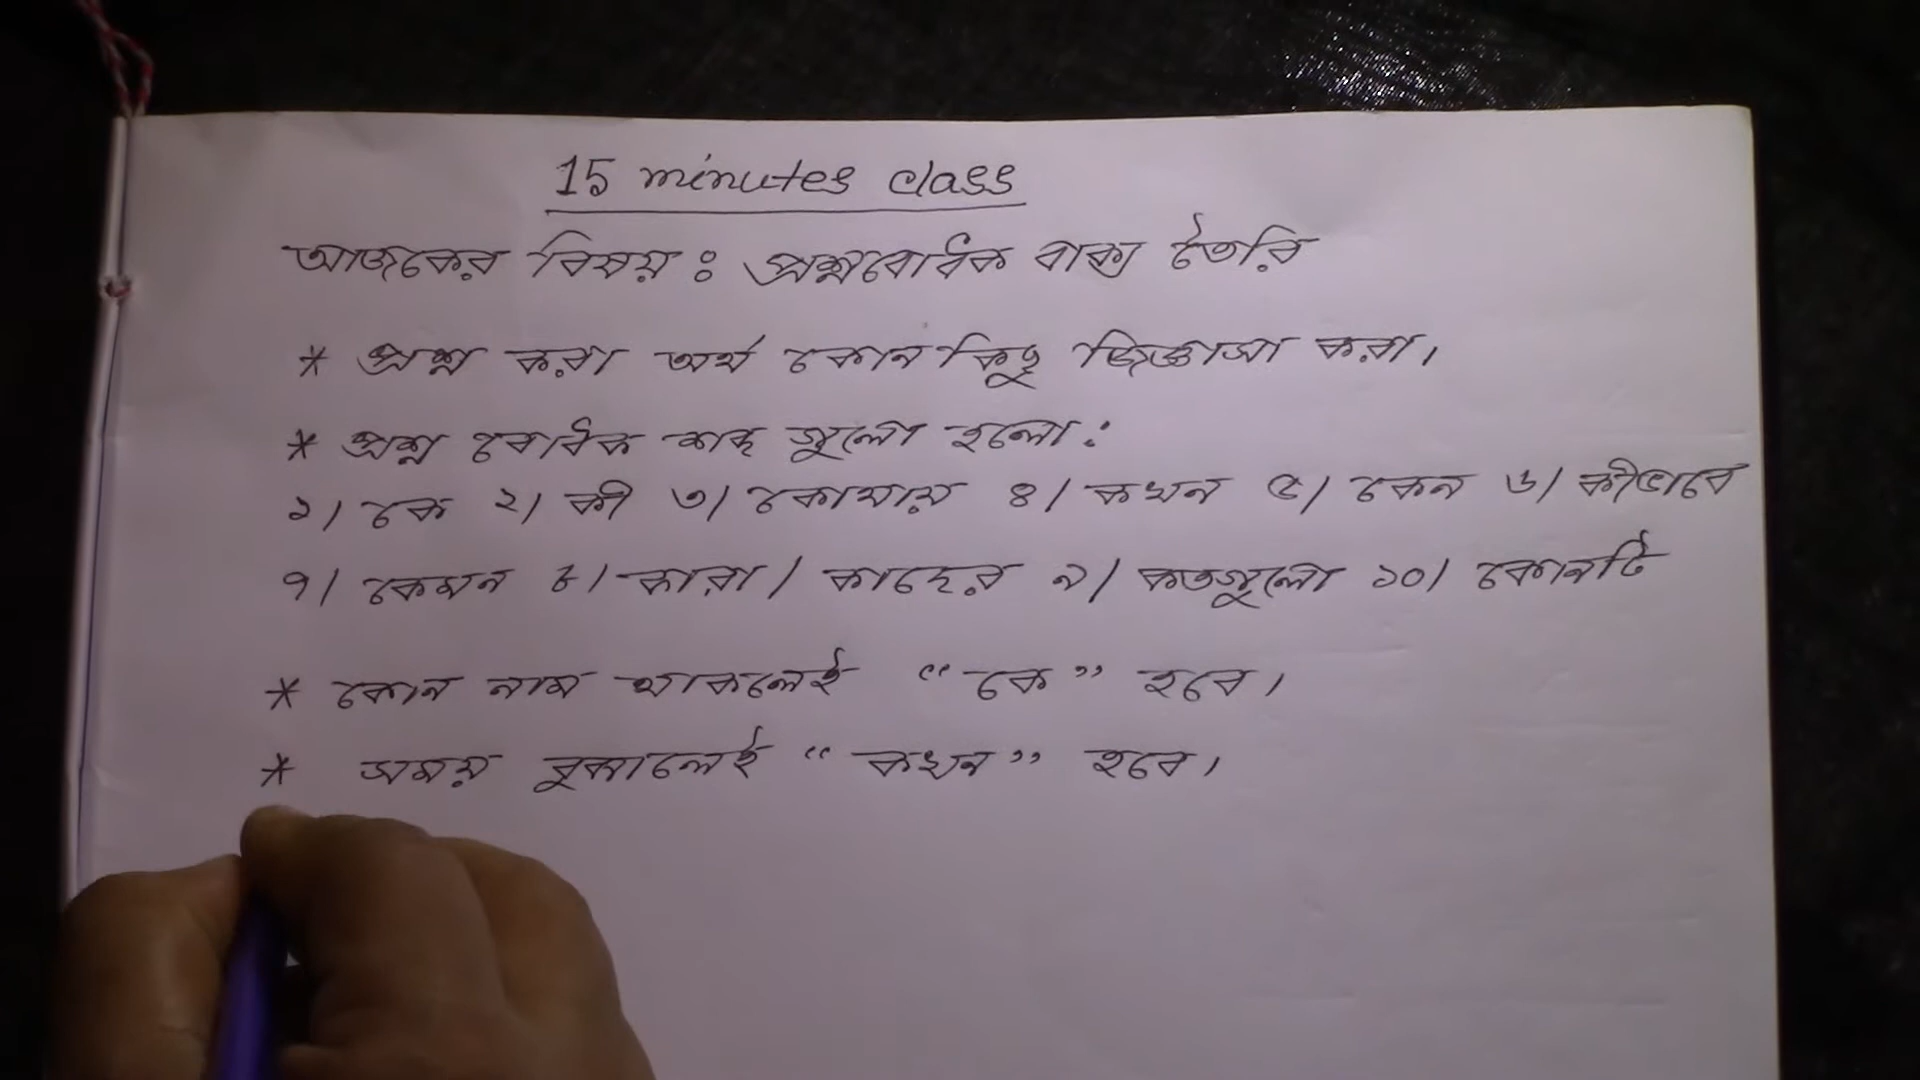 15 minutes class
আজকের বিষয়ঃ প্রশ্নবোধক বাক্য তৈরি
* প্রশ্ন করা অর্থ কোন কিছু জিজ্ঞাসা করা।
* প্রশ্ন বোধক শব্দ গুলো হলো:
১/ কে ২/ কী ৩/ কোথায় ৪/ কখন ৫/ কেন ৬/ কীভাবে
৭/ কেমন ৮/ কারা/ কাদের ৯/ কতগুলো ১০/ কোনটি
* কোন নাম থাকলেই “কে” হবে।
* সময় বুঝালেই “কখন” হবে।